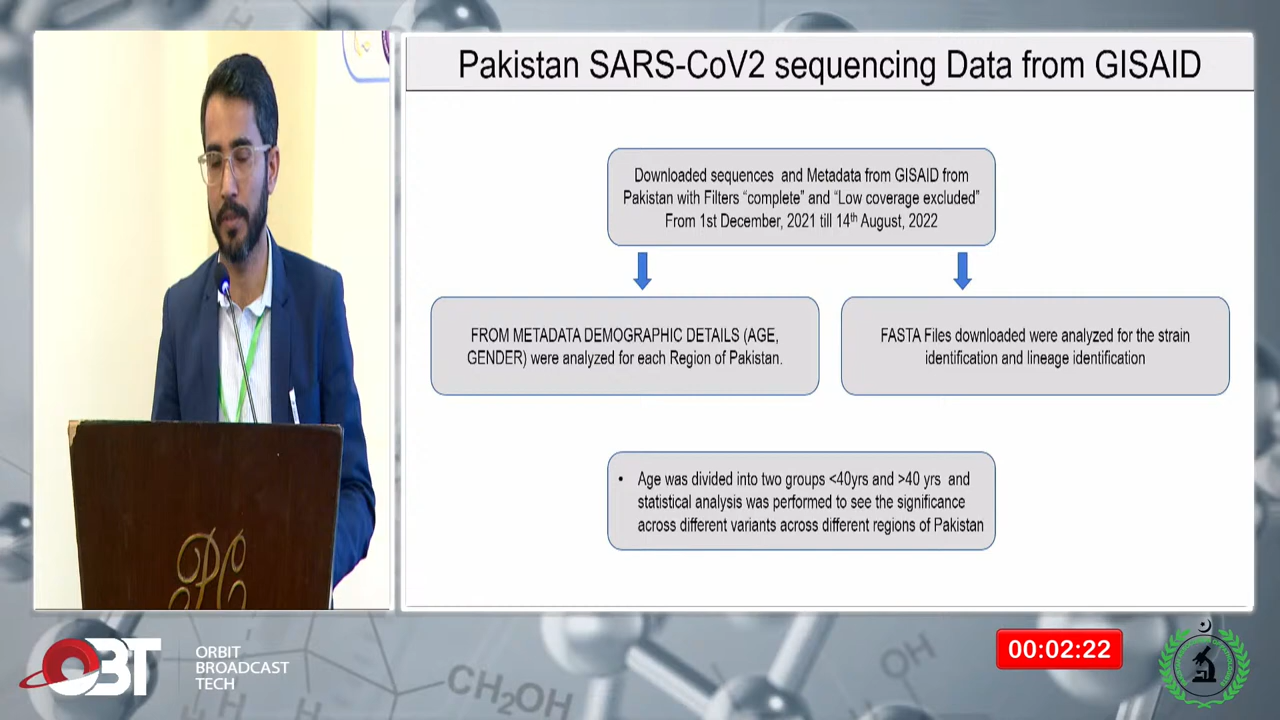 Pakistan SARS-CoV2 sequencing Data from GISAID
Downloaded sequences and Metadata from GISAID from
Pakistan with Filters “complete” and “Low coverage excluded”
From 1st December, 2021 till 14th August, 2022
FROM METADATA DEMOGRAPHIC DETAILS (AGE,
GENDER) were analyzed for each Region of Pakistan.
FASTA Files downloaded were analyzed for the strain
identification and lineage identification
• Age was divided into two groups <40yrs and >40 yrs and
statistical analysis was performed to see the significance
across different variants across different regions of Pakistan
PC
OBT
ORBIT
BROADCAST
TECH
00:02:22
CH2OH
OH
H
H
H
H